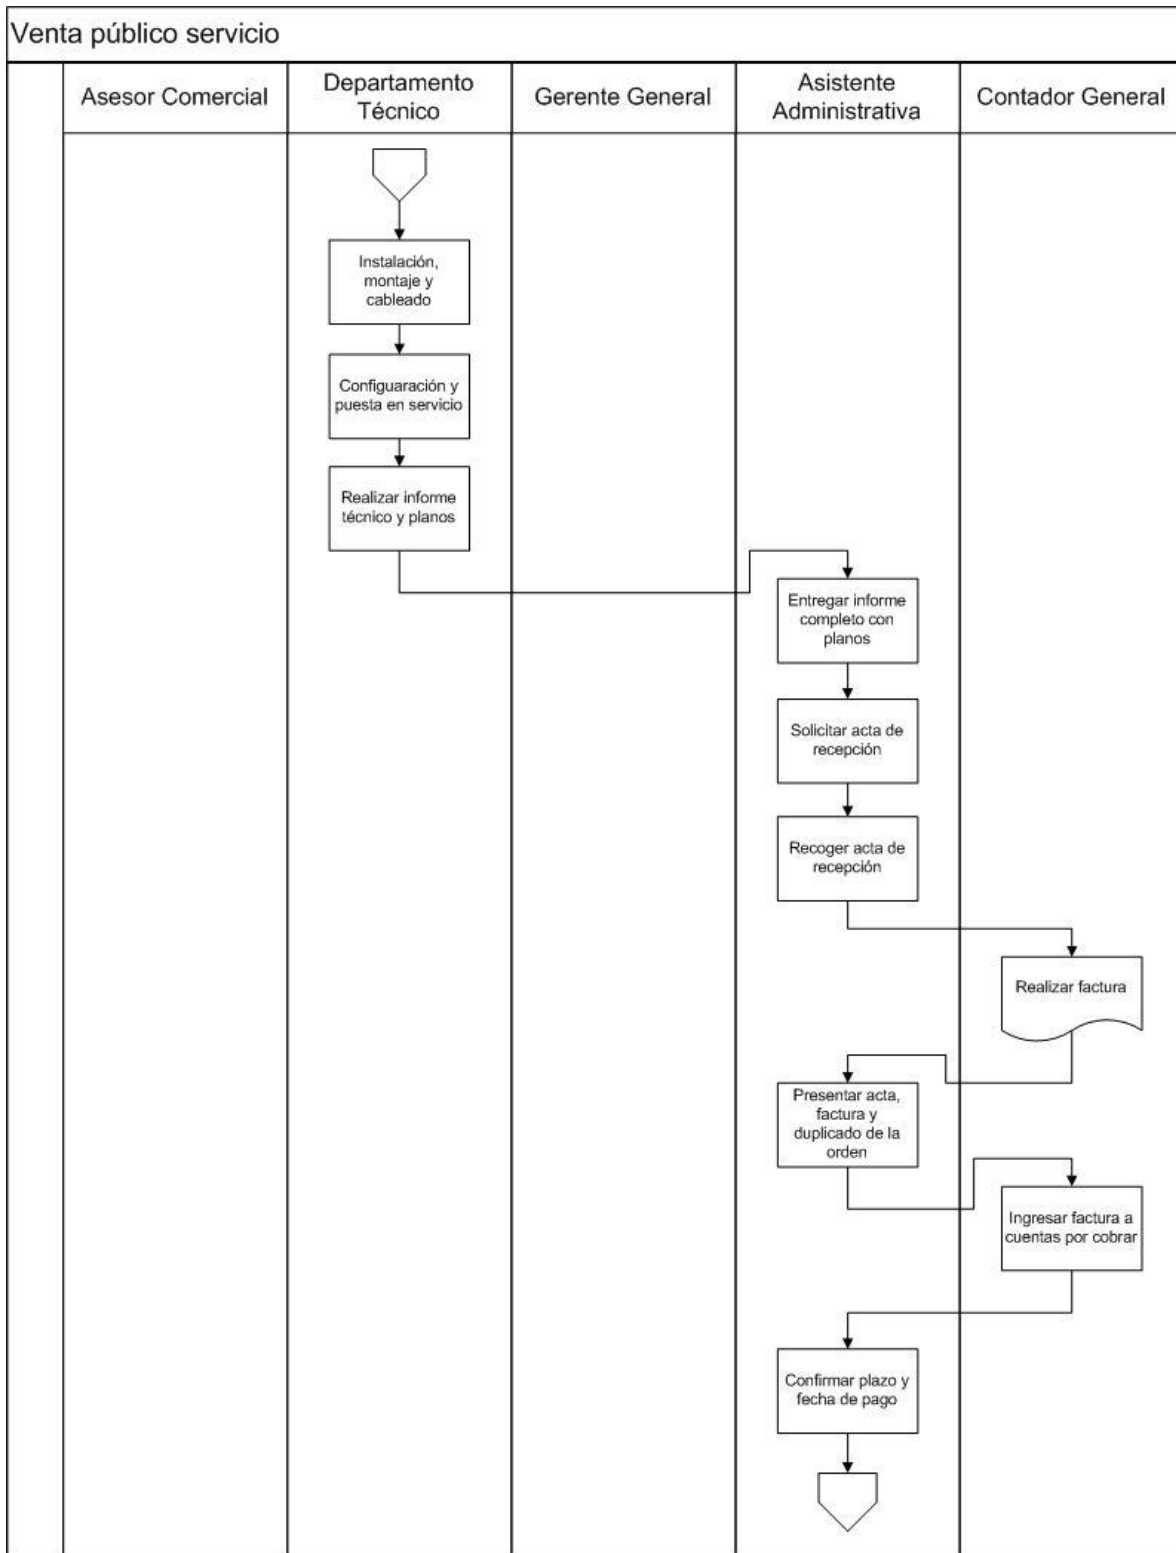 Venta público servicio
Asesor Comercial
Departamento
Técnico
Gerente General
Asistente
Administrativa
Contador General
Instalación,
montaje y
cableado
Configuaración y
puesta en servicio
Realizar informe
técnico y planos
Entregar informe
completo con
planos
Solicitar acta de
recepción
Recoger acta de
recepción
Realizar factura
Presentar acta,
factura y
duplicado de la
orden
Ingresar factura a
cuentas por cobrar
Confirmar plazo y
fecha de pago